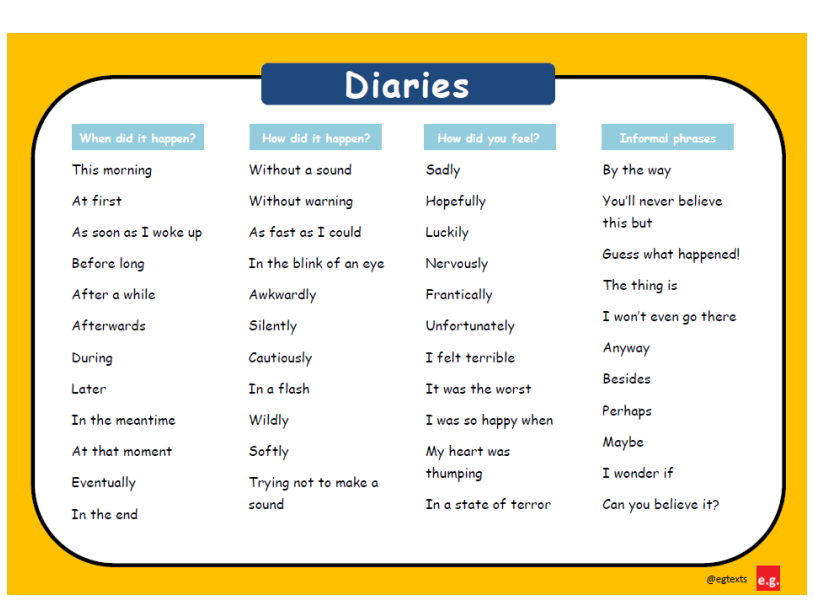 Diaries
When did it happen?
This morning
At first
As soon as I woke up
Before long
After a while
Afterwards
During
Later
In the meantime
At that moment
Eventually
In the end
How did it happen?
Without a sound
Without warning
As fast as I could
In the blink of an eye
Awkwardly
Silently
Cautiously
In a flash
Wildly
Softly
Trying not to make a
sound
How did you feel?
Sadly
Hopefully
Luckily
Nervously
Frantically
Unfortunately
I felt terrible
It was the worst
I was so happy when
My heart was
thumping
In a state of terror
Informal phrases
By the way
You'll never believe
this but
Guess what happened!
The thing is
I won't even go there
Anyway
Besides
Perhaps
Maybe
I wonder if
Can you believe it?
@egtexts
e.g.